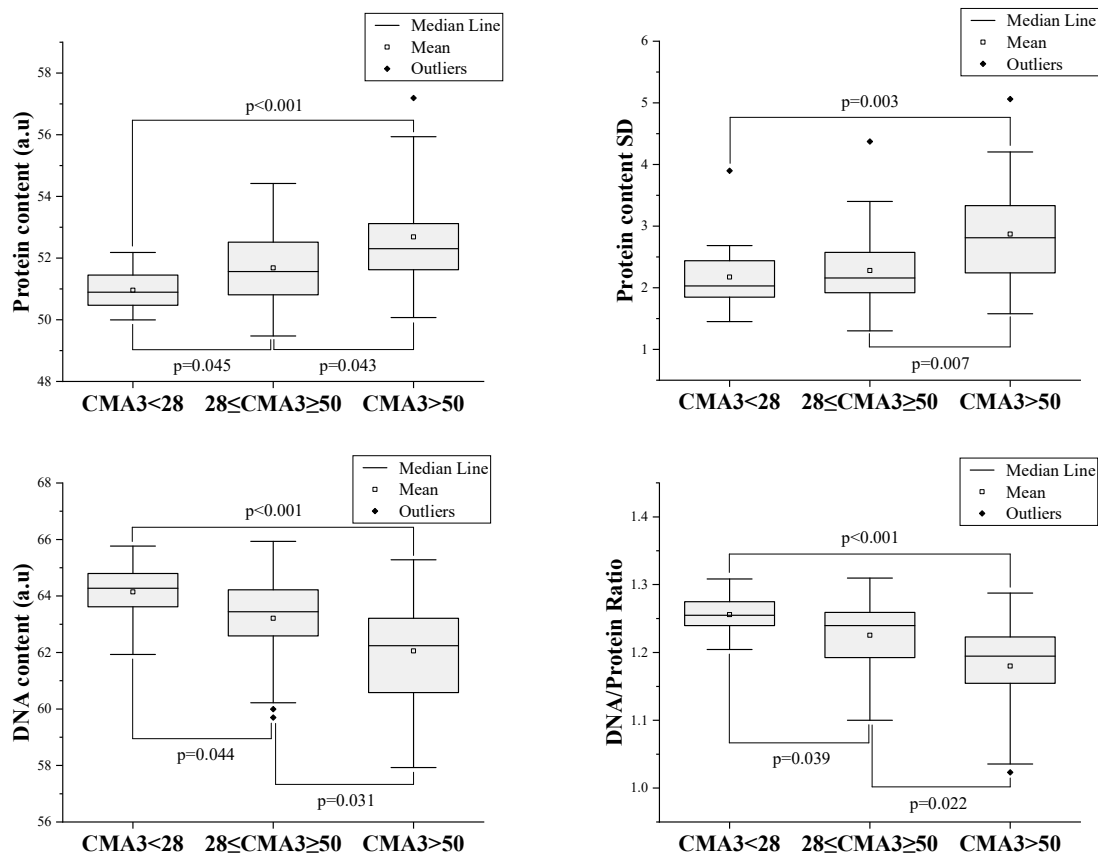 Median Line
Mean
Outliers
Protein content (a.u)
58
56
54
52
50
48
p<0.001
p=0.045
p=0.043
CMA3<28
28≤CMA3≥50
CMA3>50
Median Line
Mean
Outliers
Protein content SD
6
5
4
3
2
1
p=0.003
p=0.007
CMA3<28
28≤CMA3≥50
CMA3>50
Median Line
Mean
Outliers
DNA content (a.u)
68
66
64
62
60
58
56
p<0.001
p=0.044
p=0.031
CMA3<28
28≤CMA3≥50
CMA3>50
Median Line
Mean
Outliers
DNA/Protein Ratio
1.4
1.3
1.2
1.1
1.0
p<0.001
p=0.039
p=0.022
CMA3<28
28≤CMA3≥50
CMA3>50